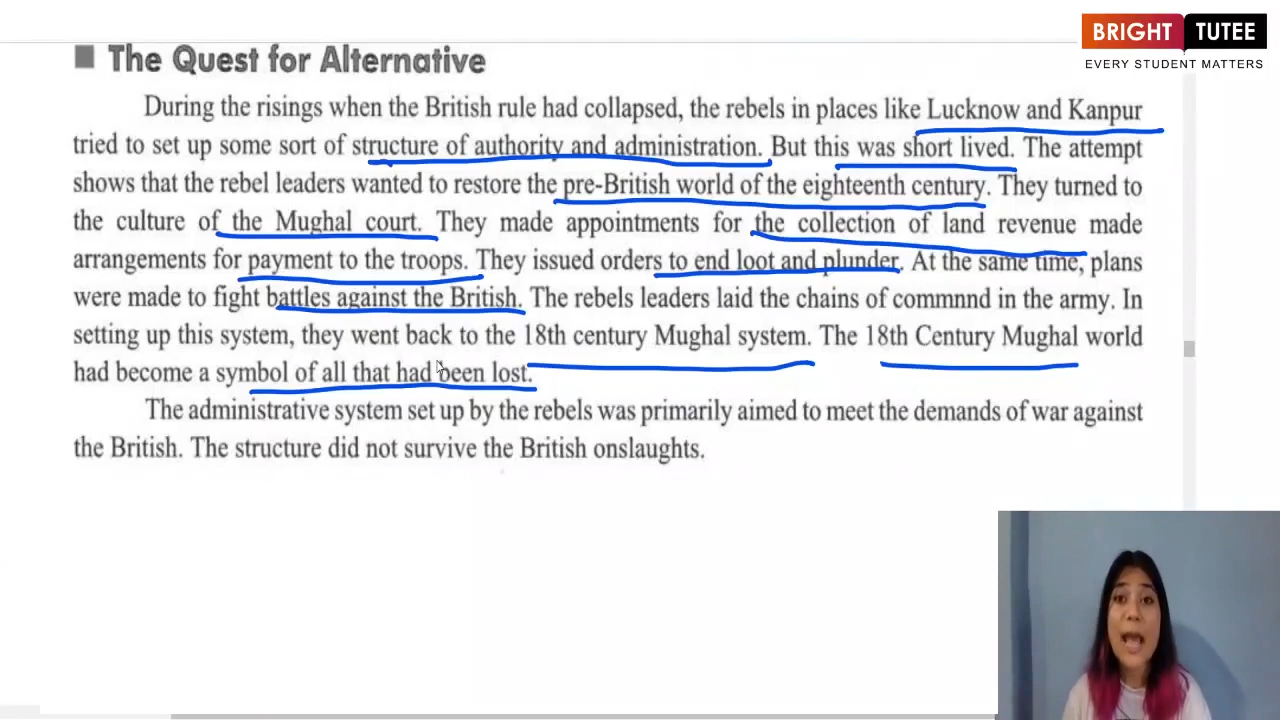 BRIGHT TUTEE
EVERY STUDENT MATTERS
The Quest for Alternative
During the risings when the British rule had collapsed, the rebels in places like Lucknow and Kanpur
tried to set up some sort of structure of authority and administration. But this was short lived. The attempt
shows that the rebel leaders wanted to restore the pre-British world of the eighteenth century. They turned to
the culture of the Mughal court. They made appointments for the collection of land revenue made
arrangements for payment to the troops. They issued orders to end loot and plunder. At the same time, plans
were made to fight battles against the British. The rebels leaders laid the chains of commnnd in the army. In
setting up this system, they went back to the 18th century Mughal system. The 18th Century Mughal world
had become a symbol of all that had been lost.
The administrative system set up by the rebels was primarily aimed to meet the demands of war against
the British. The structure did not survive the British onslaughts.